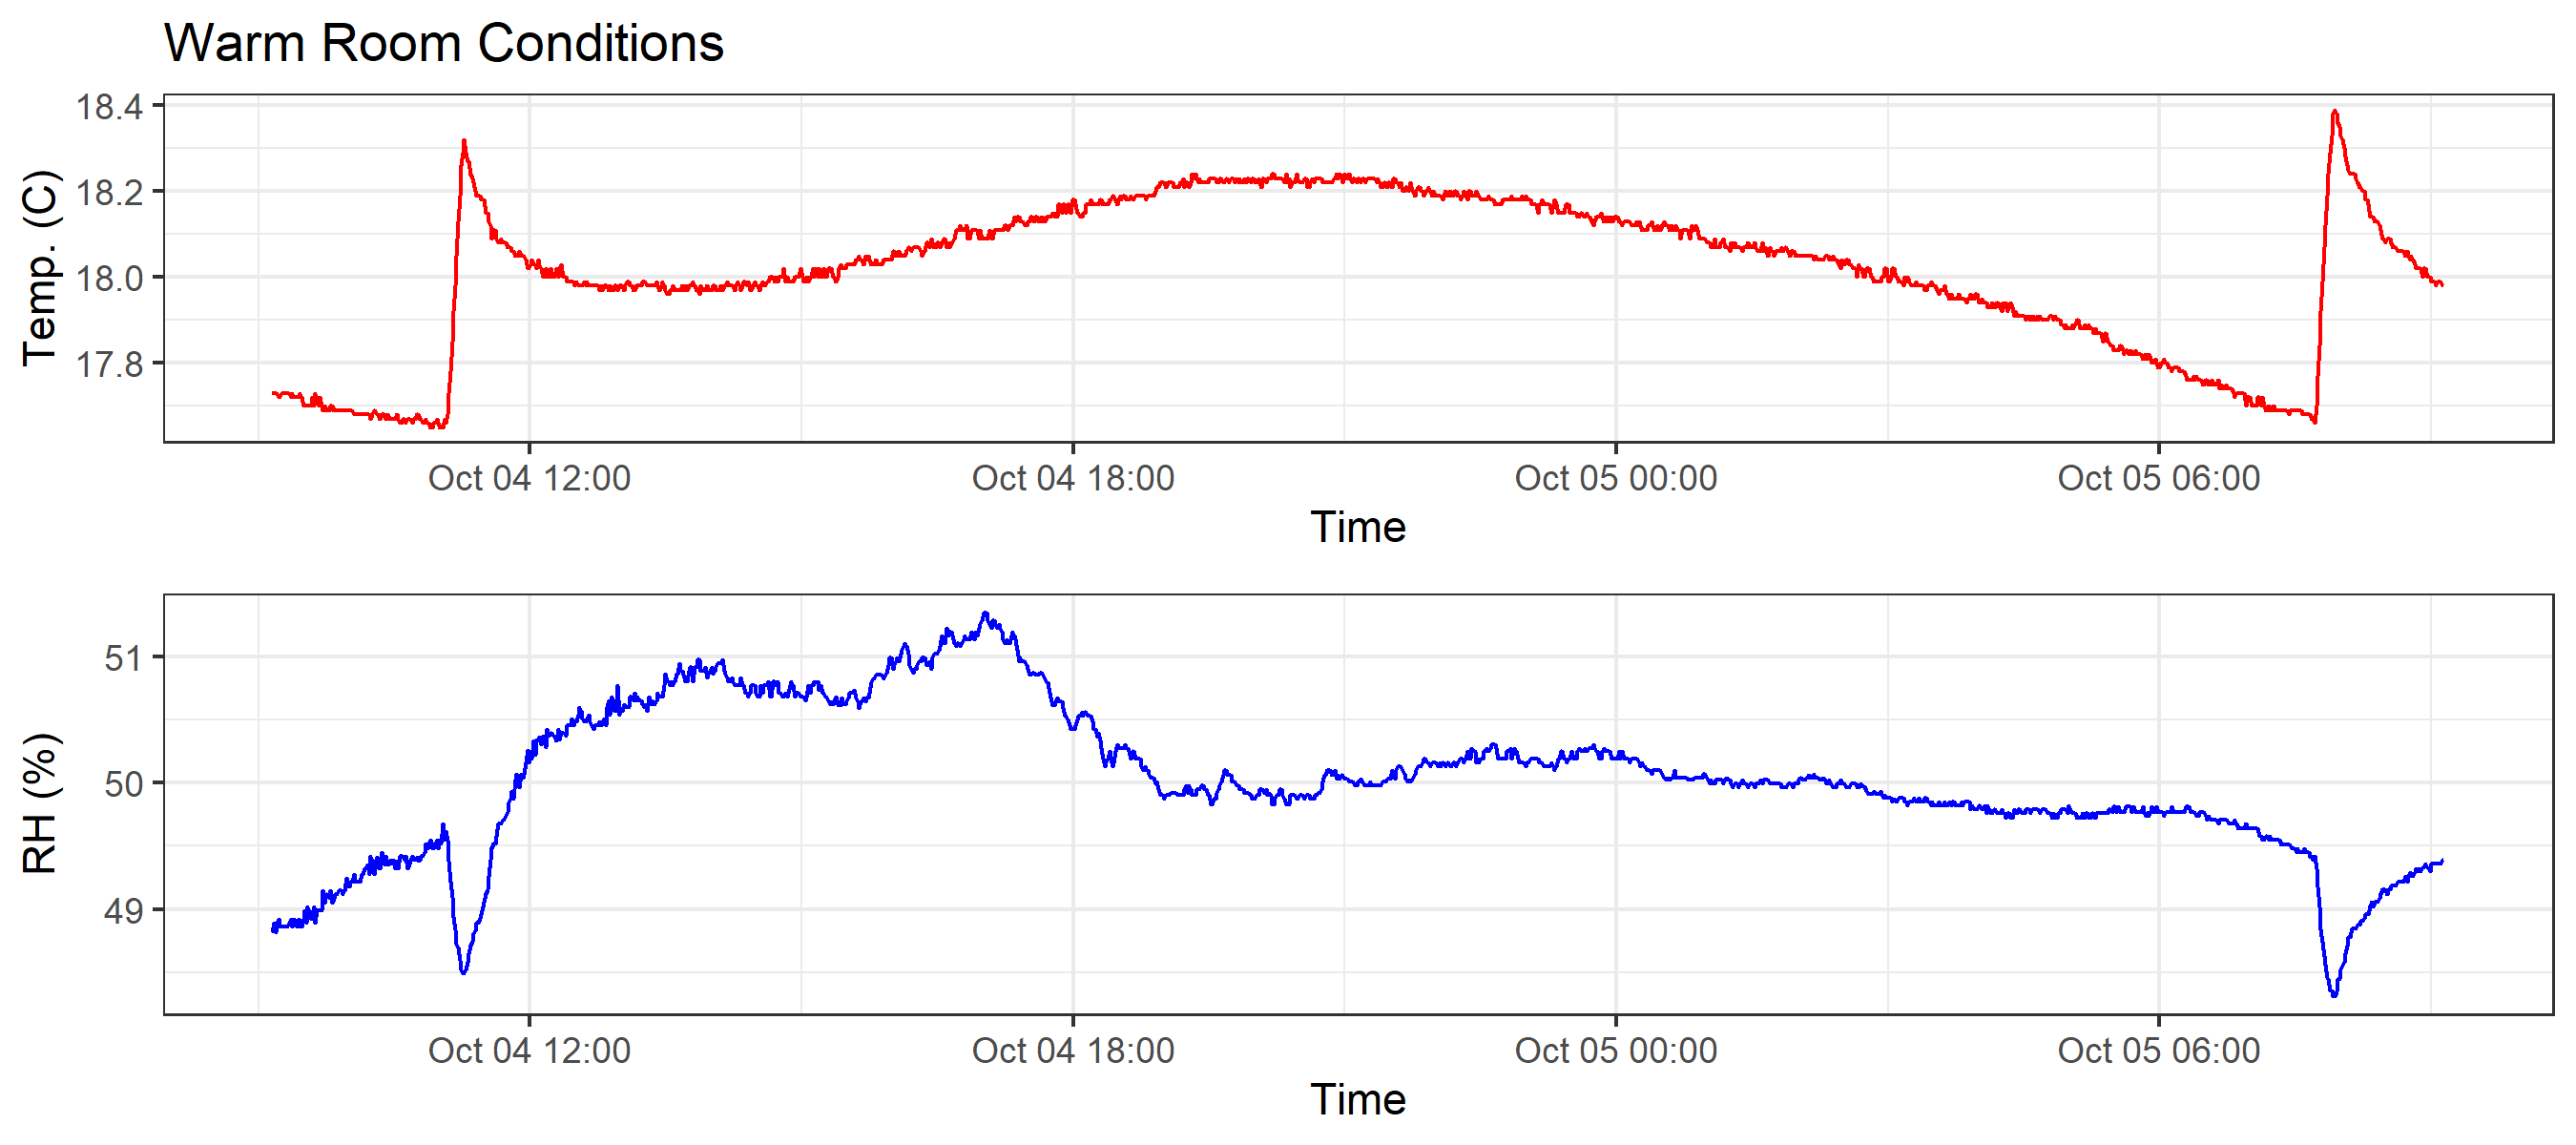 Warm Room Conditions
Temp. (C)
18.4
18.2
18.0
17.8
Oct 04 12:00 Oct 04 18:00 Oct 05 00:00 Oct 05 06:00
Time
RH (%)
51
50
49
Oct 04 12:00 Oct 04 18:00 Oct 05 00:00 Oct 05 06:00
Time